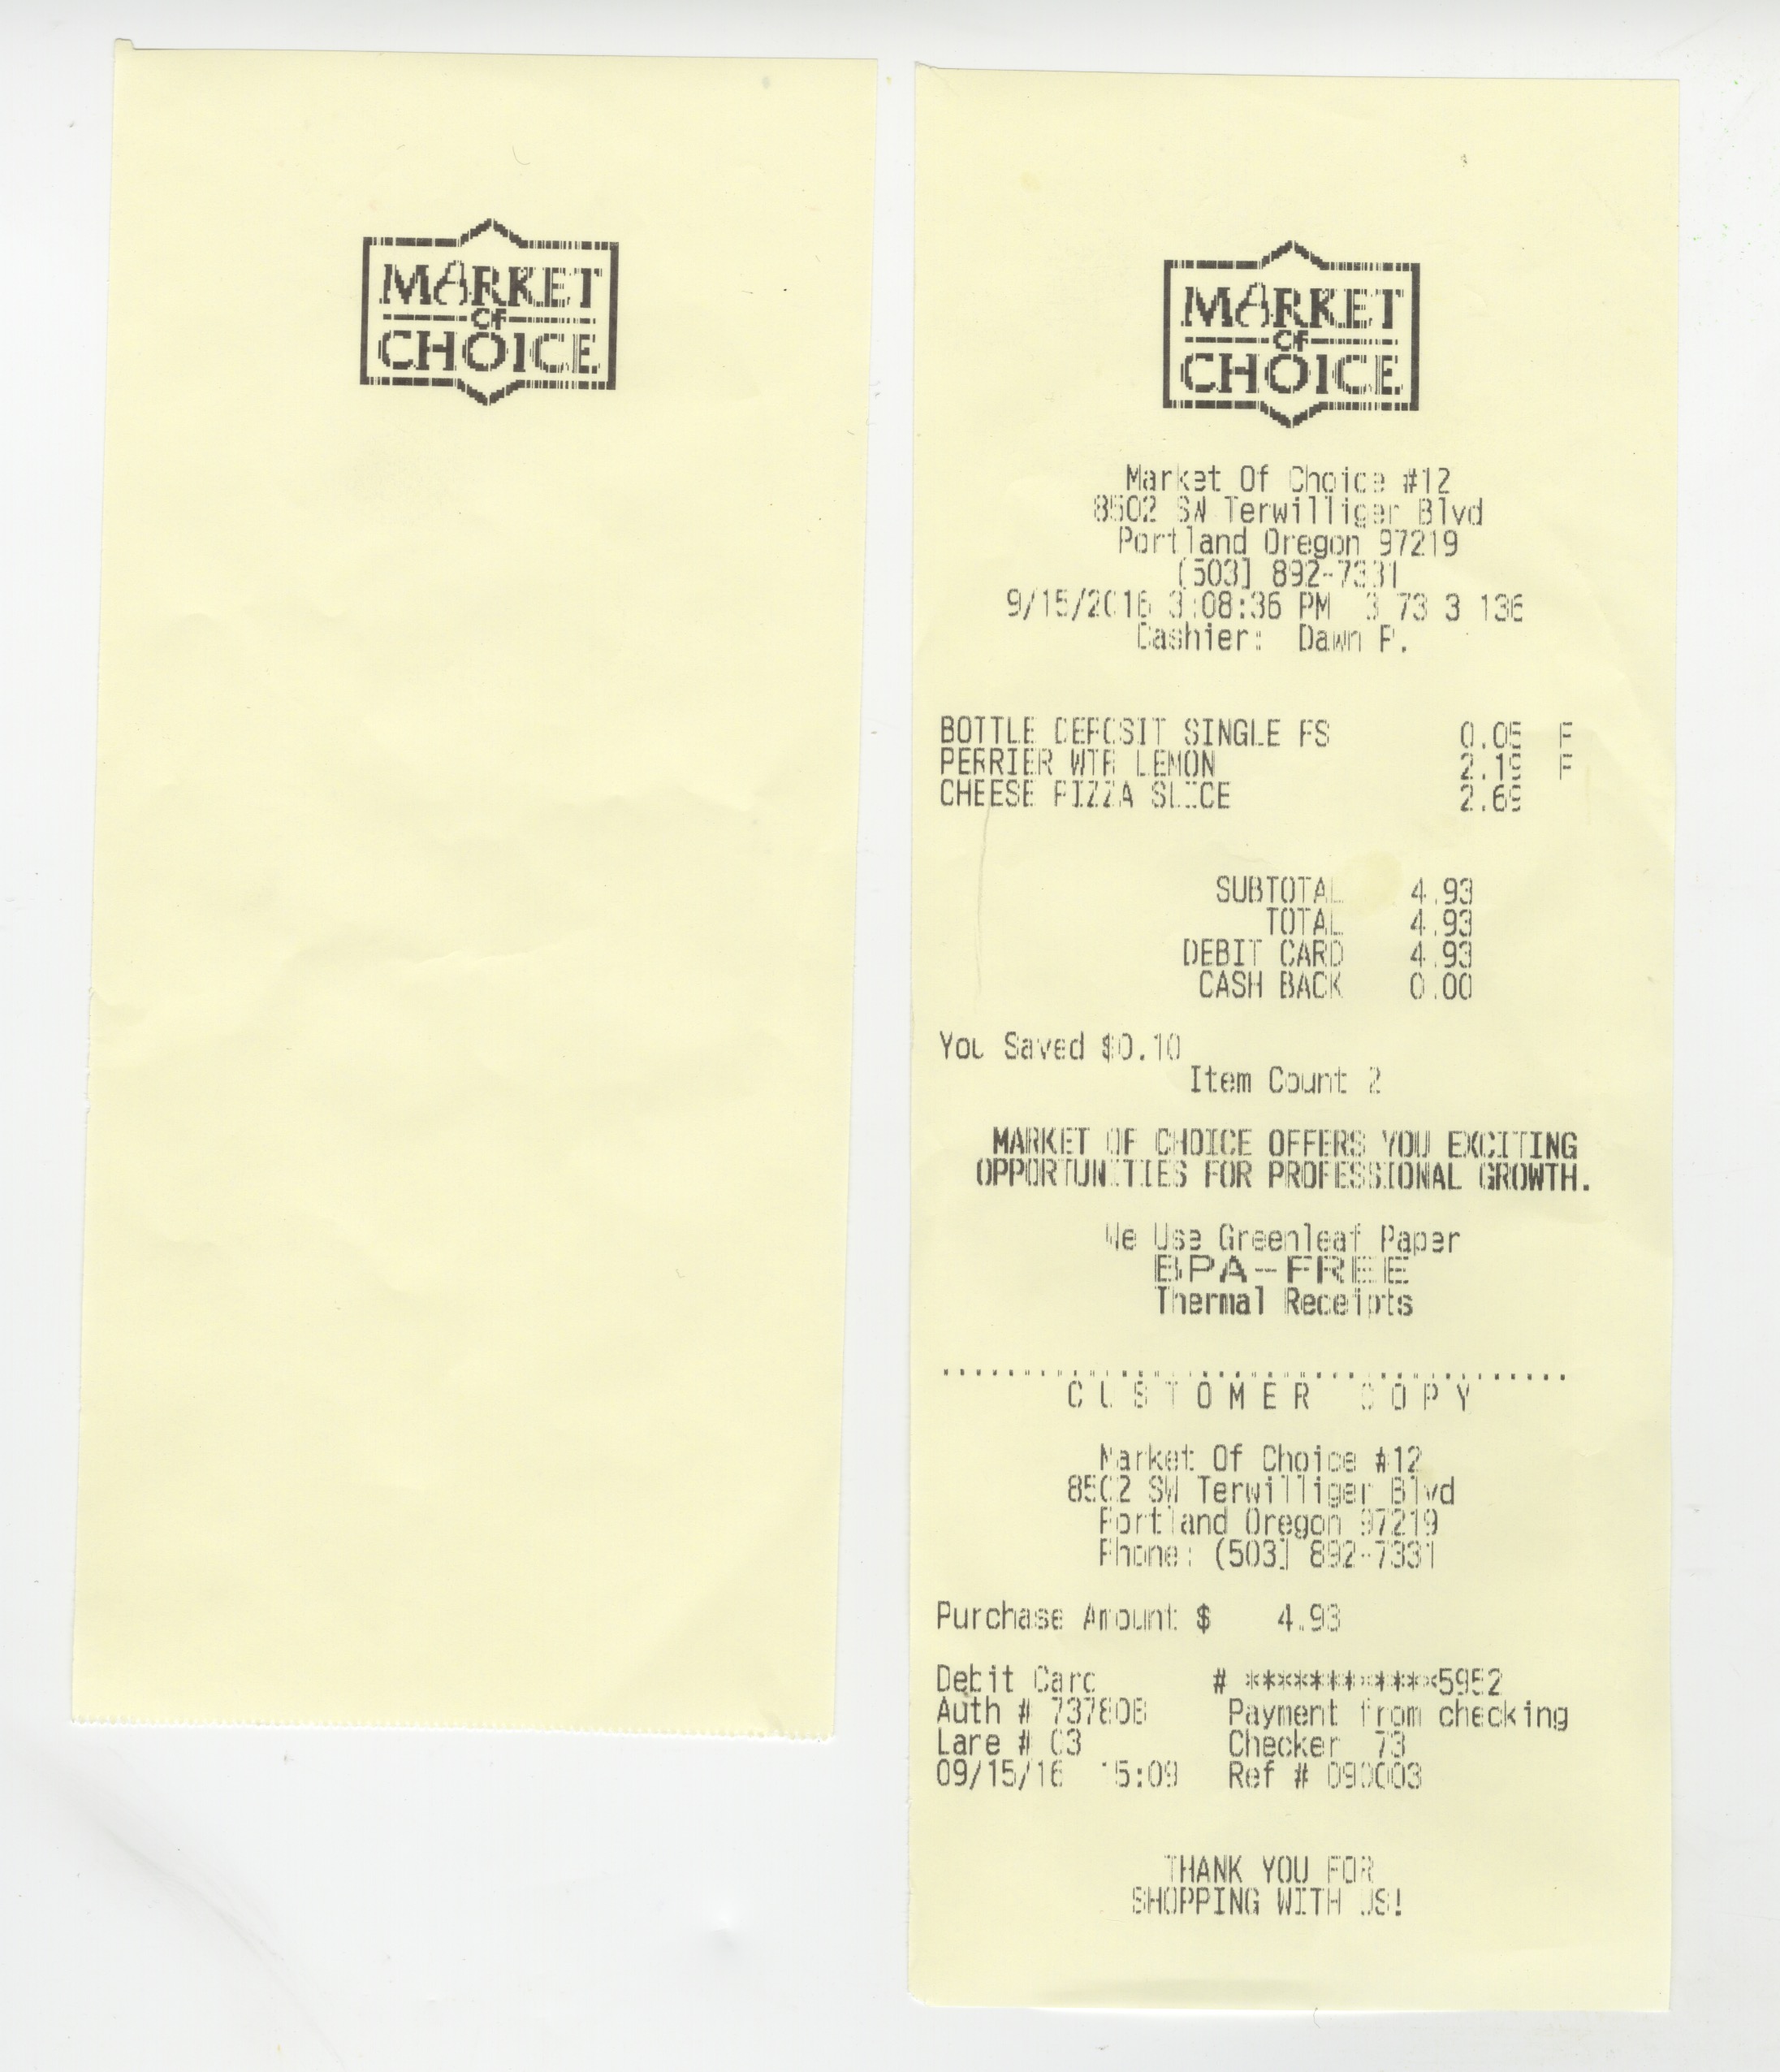 MARKET
OF
CHOICE
MARKET
OF
CHOICE
Market Of Choice #12
8502 SW Terwilliger Blvd
Portland Oregon 97219
(503) 892-7331
9/15/2016 3:08:36 PM 3 73 3 136
Cashier: Dawn P.
BOTTLE DEPOSIT SINGLE FS 0.05 F
PERRIER WTR LEMON 2.19 F
CHEESE PIZZA SLICE 2.69
SUBTOTAL 4.93
TOTAL 4.93
DEBIT CARD 4.93
CASH BACK 0.00
You Saved $0.10
Item Count 2
MARKET OF CHOICE OFFERS YOU EXCITING
OPPORTUNITIES FOR PROFESSIONAL GROWTH.
We Use Greenleaf Paper
BPA-FREE
Thermal Receipts
.......................................
C U S T O M E R C O P Y
Market Of Choice #12
8502 SW Terwilliger Blvd
Portland Oregon 97219
Phone: (503) 892-7331
Purchase Amount $ 4.93
Debit Card # ************5952
Auth # 737808 Payment from checking
Lane # 03 Checker 73
09/15/16 15:09 Ref # 090003
THANK YOU FOR
SHOPPING WITH US!